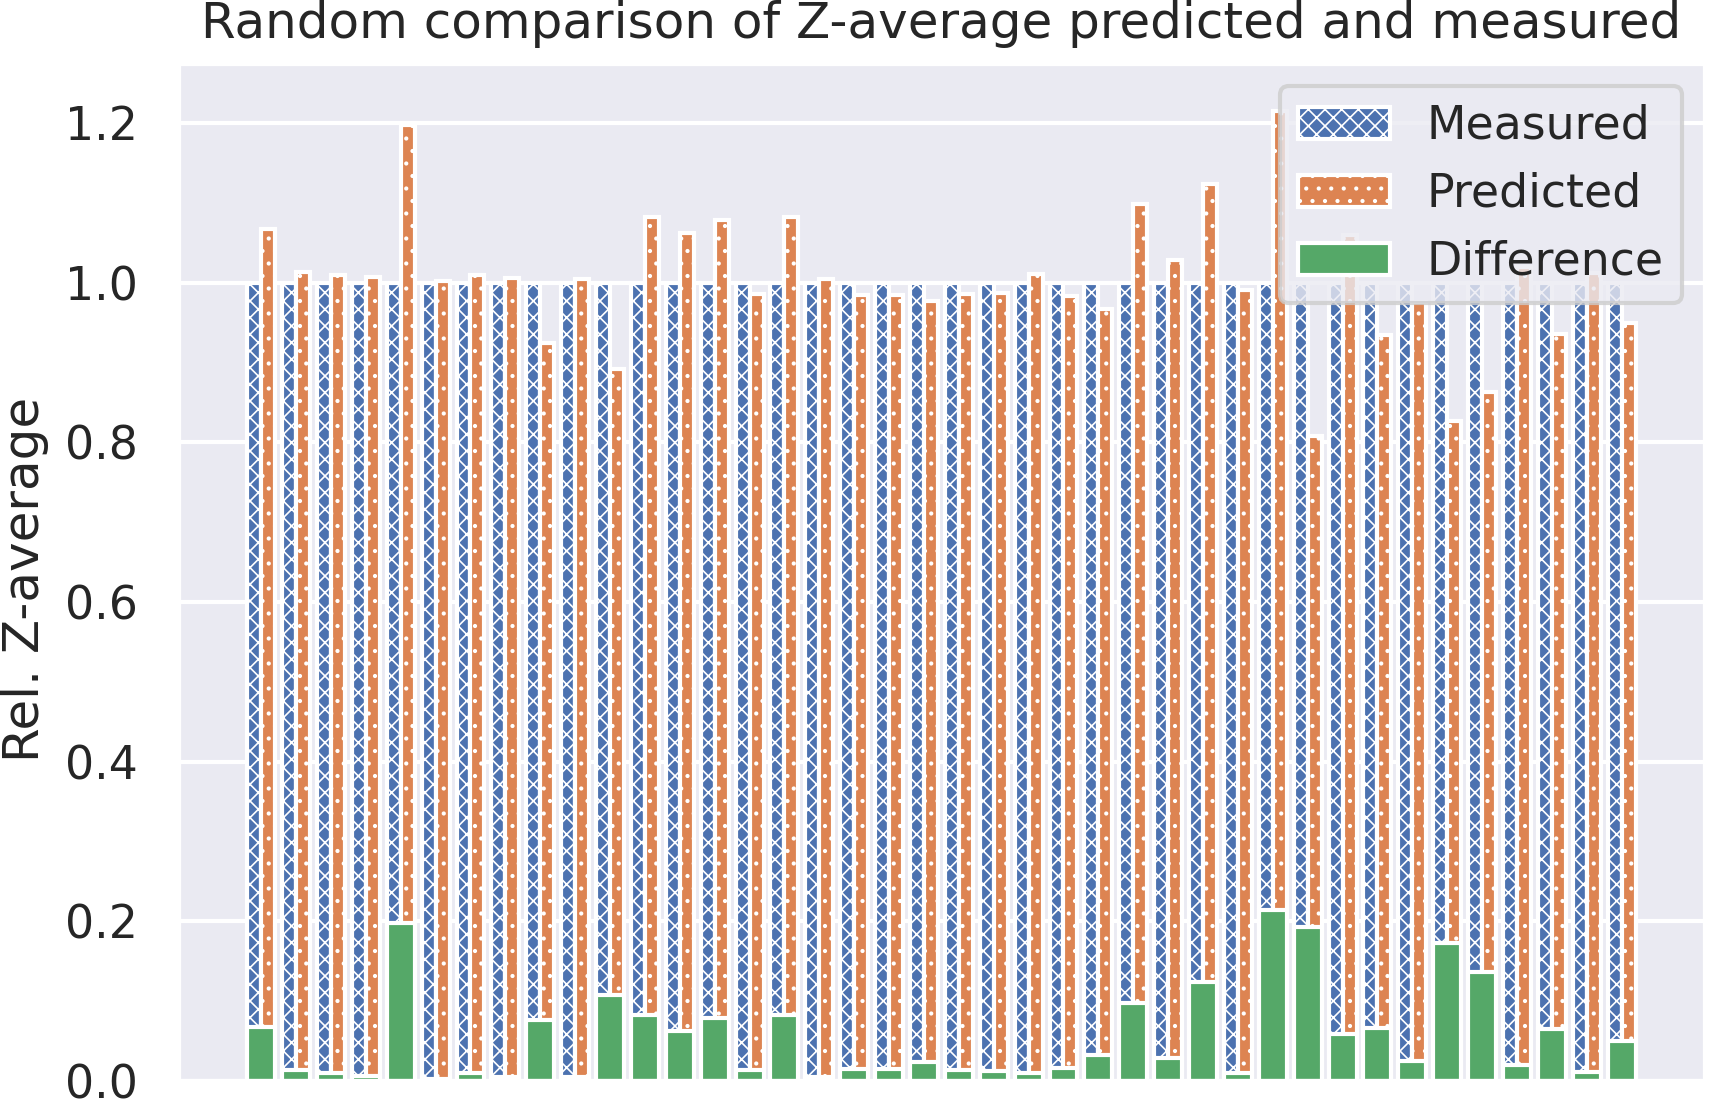 Random comparison of Z-average predicted and measured
Measured
Predicted
Difference
1.2
1.0
0.8
0.6
0.4
0.2
0.0
Rel. Z-average